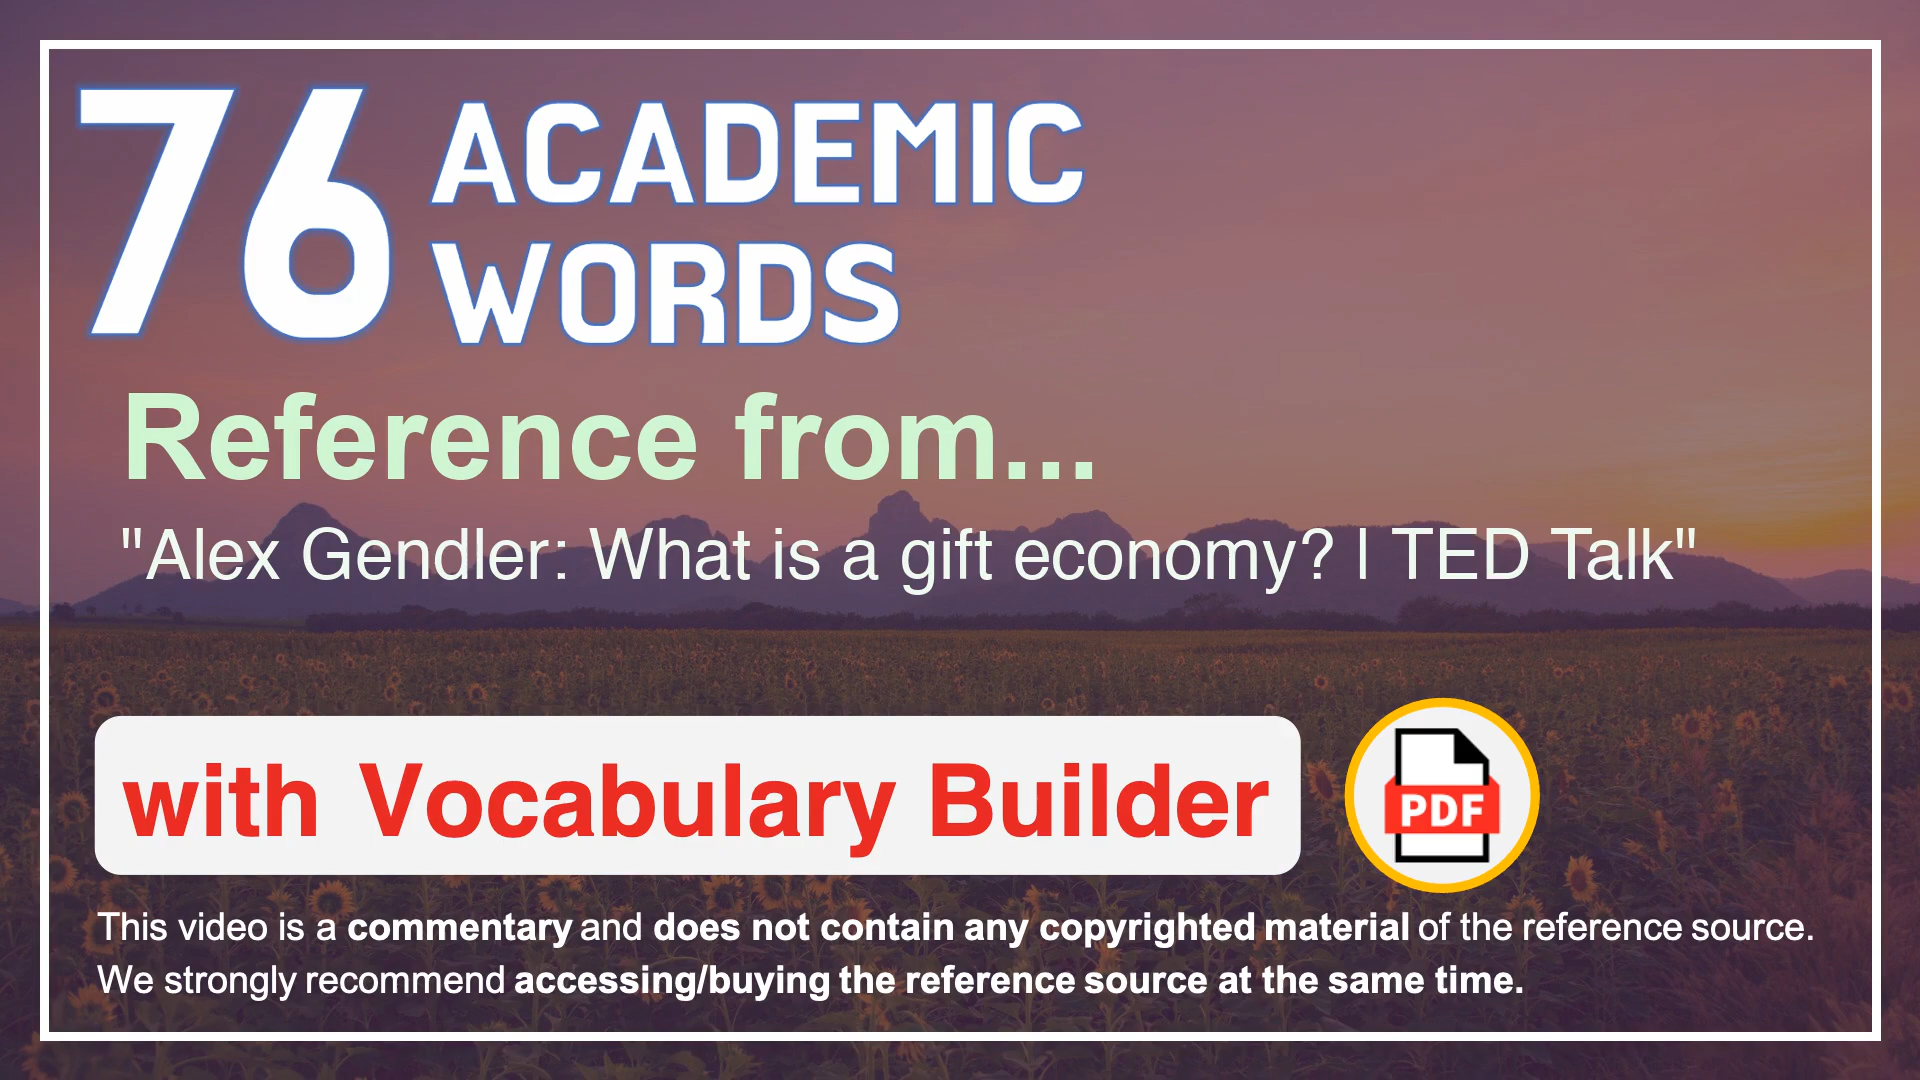 76 ACADEMIC
WORDS
Reference from...
"Alex Gendler: What is a gift economy? | TED Talk"
with Vocabulary Builder
PDF
This video is a commentary and does not contain any copyrighted material of the reference source.
We strongly recommend accessing/buying the reference source at the same time.